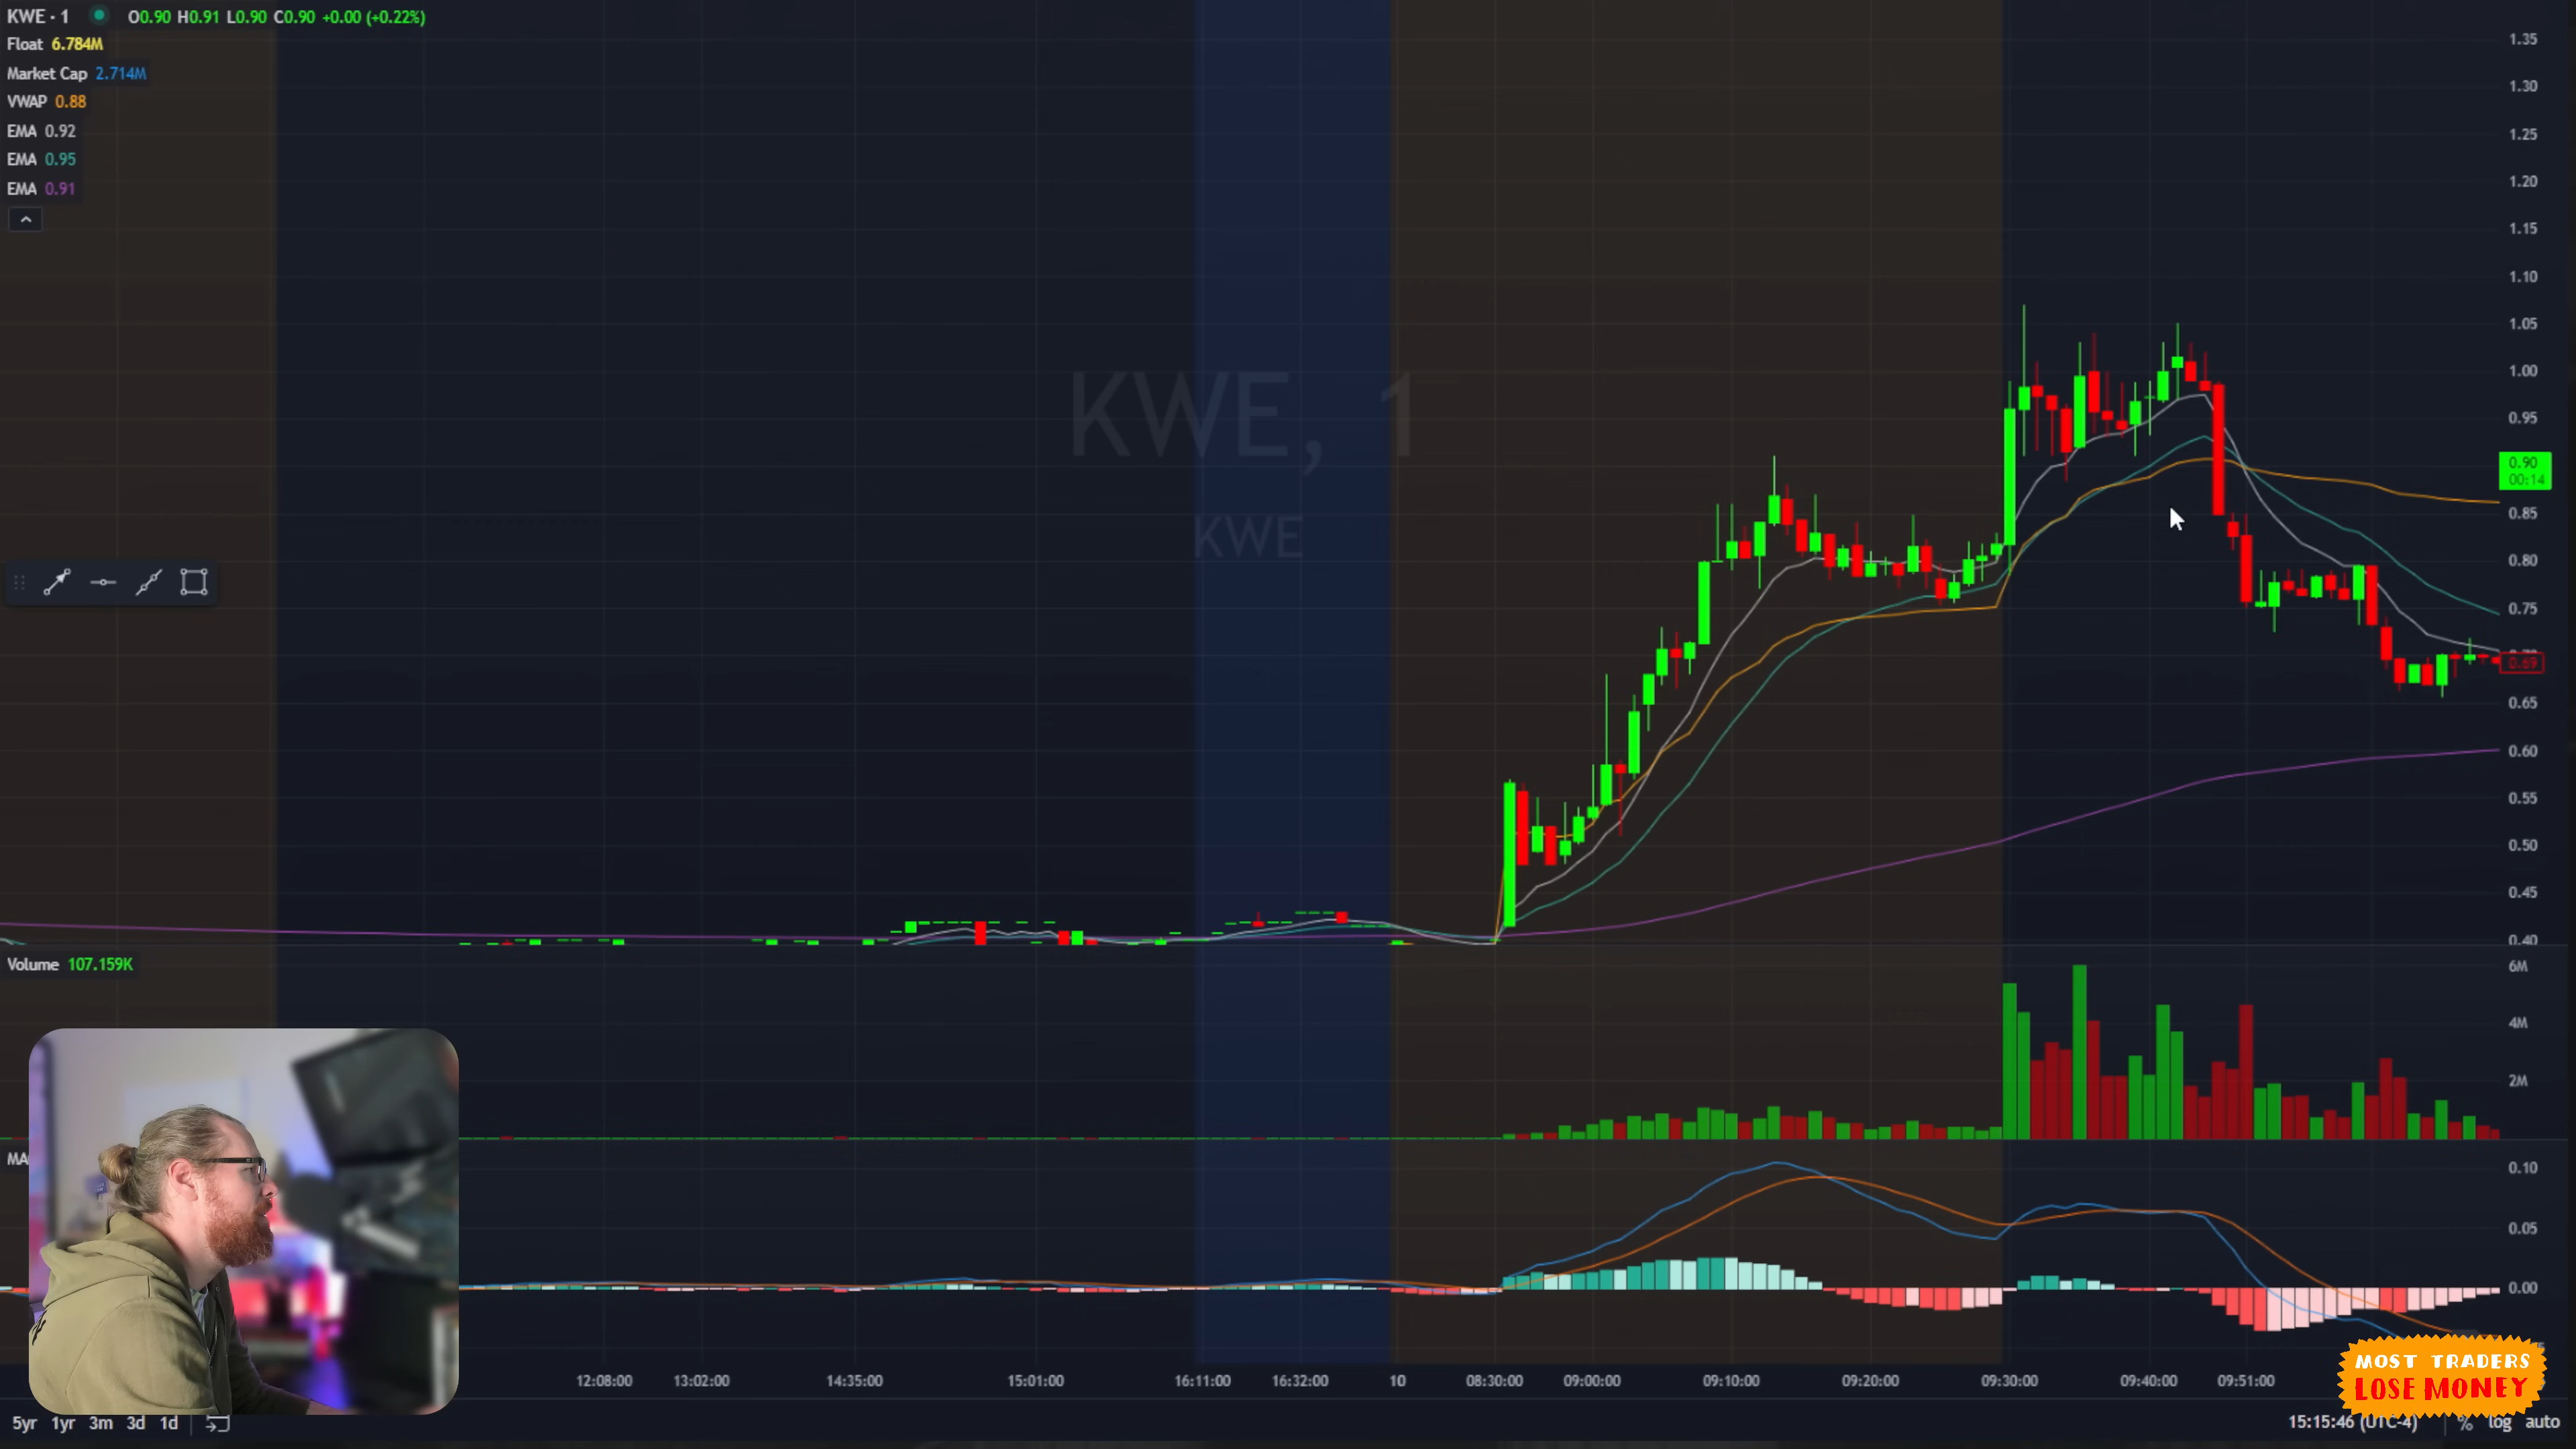 KWE · 1 O0.90 H0.91 L0.90 C0.90 +0.00 (+0.22%)
Float 6.784M
Market Cap 2.714M
VWAP 0.88
EMA 0.92
EMA 0.95
EMA 0.91
KWE, 1
KWE
1.35
1.30
1.25
1.20
1.15
1.10
1.05
1.00
0.95
0.90
00:14
0.85
0.80
0.75
0.69
0.65
0.60
0.55
0.50
0.45
0.40
Volume 107.159K
6M
4M
2M
MA
0.10
0.05
0.00
12:08:00 13:02:00 14:35:00 15:01:00 16:11:00 16:32:00 10 08:30:00 09:00:00 09:10:00 09:20:00 09:30:00 09:40:00 09:51:00
MOST TRADERS
LOSE MONEY
5yr 1yr 3m 3d 1d 15:15:46 (UTC-4) % log auto